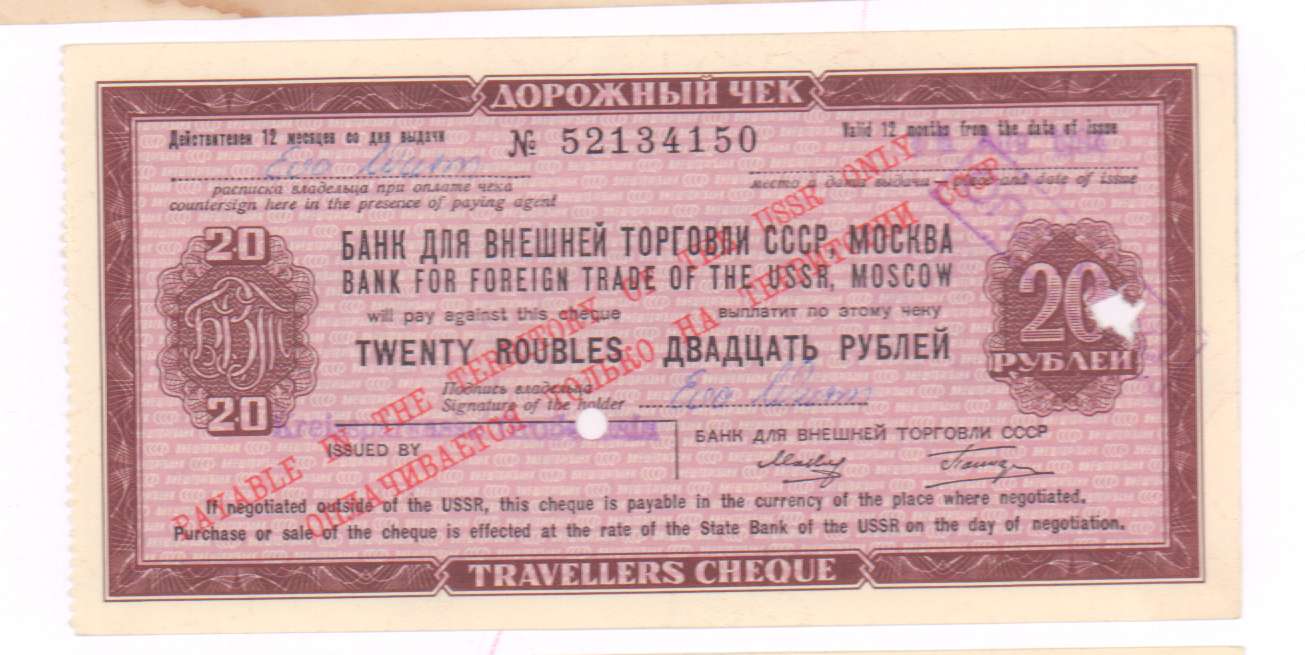 ДОРОЖНЫЙ ЧЕК
Действителен 12 месяцев со дня выдачи
№ 52134150
Valid 12 months from the date of issue
расписка владельца при оплате чека
countersign here in the presence of paying agent
место и дата выдачи — place and date of issue
20
БАНК ДЛЯ ВНЕШНЕЙ ТОРГОВЛИ СССР, МОСКВА
BANK FOR FOREIGN TRADE OF THE USSR, MOSCOW
will pay against this cheque выплатит по этому чеку
TWENTY ROUBLES ДВАДЦАТЬ РУБЛЕЙ
20
РУБЛЕЙ
БВТ
20
Подпись владельца
Signature of the holder
ISSUED BY
БАНК ДЛЯ ВНЕШНЕЙ ТОРГОВЛИ СССР
PAYABLE IN THE TERRITORY OF THE USSR ONLY
ОПЛАЧИВАЕТСЯ ТОЛЬКО НА ТЕРРИТОРИИ СССР
If negotiated outside of the USSR, this cheque is payable in the currency of the place where negotiated.
Purchase or sale of the cheque is effected at the rate of the State Bank of the USSR on the day of negotiation.
TRAVELLERS CHEQUE